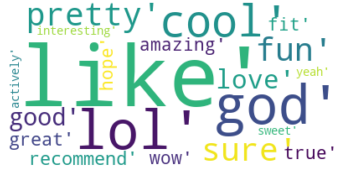 pretty' cool' fit'
interesting' amazing' fun'
actively' like' hope' love' yeah'
good' lol' god'
great' sweet'
recommend' wow' sure' true'